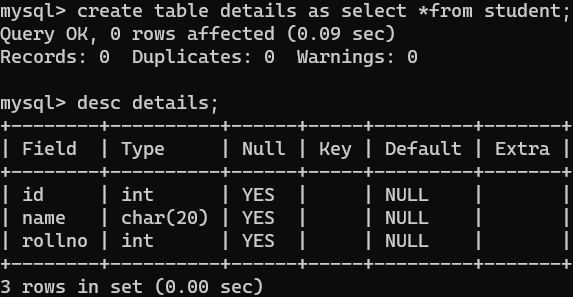 mysql> create table details as select *from student;
Query OK, 0 rows affected (0.09 sec)
Records: 0  Duplicates: 0  Warnings: 0

mysql> desc details;
+--------+----------+------+-----+---------+-------+
| Field  | Type     | Null | Key | Default | Extra |
+--------+----------+------+-----+---------+-------+
| id     | int      | YES  |     | NULL    |       |
| name   | char(20) | YES  |     | NULL    |       |
| rollno | int      | YES  |     | NULL    |       |
+--------+----------+------+-----+---------+-------+
3 rows in set (0.00 sec)